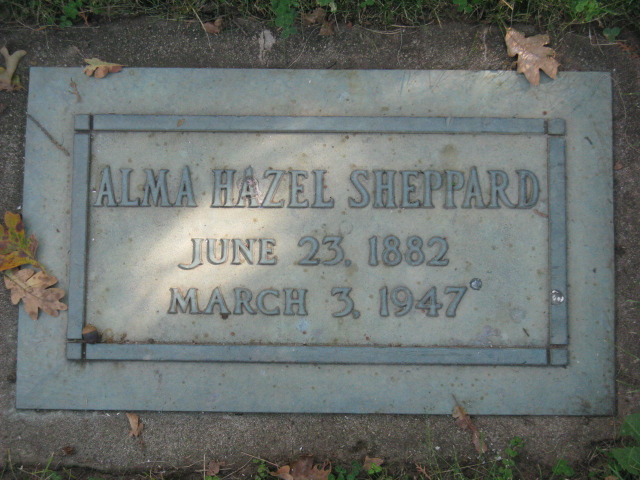 ALMA HAZEL SHEPPARD
JUNE 23, 1882
MARCH 3, 1947